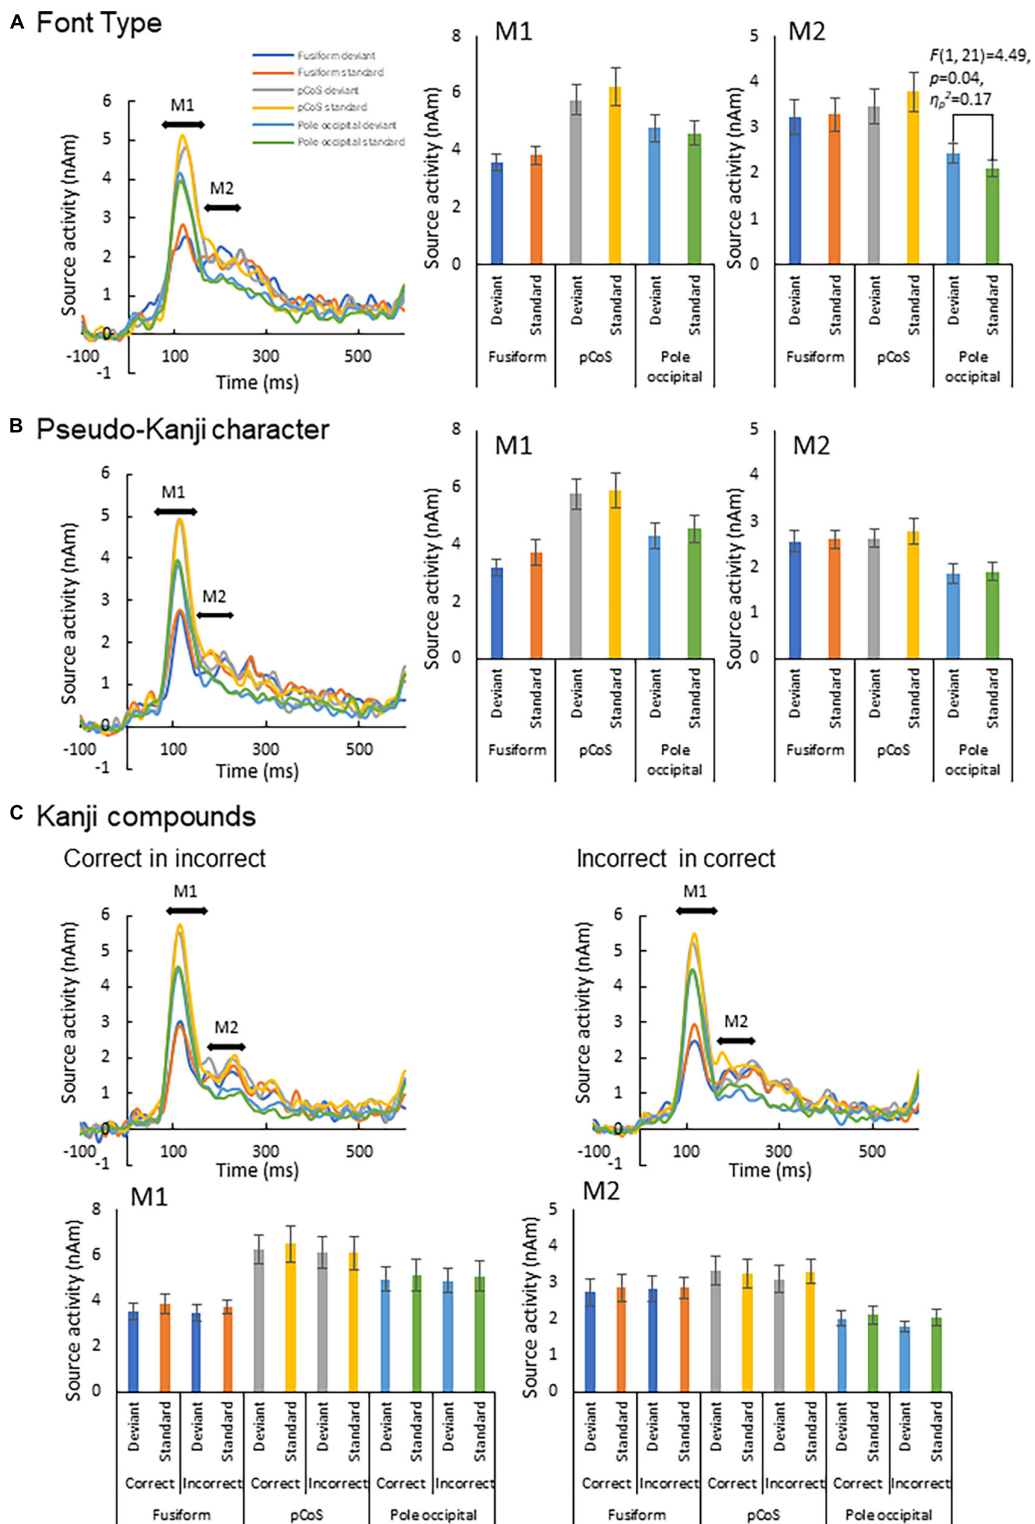 A Font Type
Fusiform deviant
Fusiform standard
pCoS deviant
pCoS standard
Pole occipital deviant
Pole occipital standard
Source activity (nAm)
6
5
4
3
2
1
0
-1
M1
M2
-100 100 300 500
Time (ms)
M1
Source activity (nAm)
8
6
4
2
0
Deviant Standard Deviant Standard Deviant Standard
Fusiform pCoS Pole
occipital
M2
Source activity (nAm)
5
4
3
2
1
0
F(1, 21)=4.49,
p=0.04,
ηp²=0.17
Deviant Standard Deviant Standard Deviant Standard
Fusiform pCoS Pole
occipital
B Pseudo-Kanji character
Source activity (nAm)
6
5
4
3
2
1
0
-1
M1
M2
-100 100 300 500
Time (ms)
M1
Source activity (nAm)
8
6
4
2
0
Deviant Standard Deviant Standard Deviant Standard
Fusiform pCoS Pole
occipital
M2
Source activity (nAm)
5
4
3
2
1
0
Deviant Standard Deviant Standard Deviant Standard
Fusiform pCoS Pole
occipital
C Kanji compounds
Correct in incorrect
Source activity (nAm)
6
5
4
3
2
1
0
-1
M1
M2
-100 100 300 500
Time (ms)
Incorrect in correct
Source activity (nAm)
6
5
4
3
2
1
0
-1
M1
M2
-100 100 300 500
Time (ms)
M1
Source activity (nAm)
8
6
4
2
0
Deviant Standard Deviant Standard Deviant Standard Deviant Standard Deviant Standard Deviant Standard
Correct Incorrect Correct Incorrect Correct Incorrect
Fusiform pCoS Pole occipital
M2
Source activity (nAm)
5
4
3
2
1
0
Deviant Standard Deviant Standard Deviant Standard Deviant Standard Deviant Standard Deviant Standard
Correct Incorrect Correct Incorrect Correct Incorrect
Fusiform pCoS Pole occipital